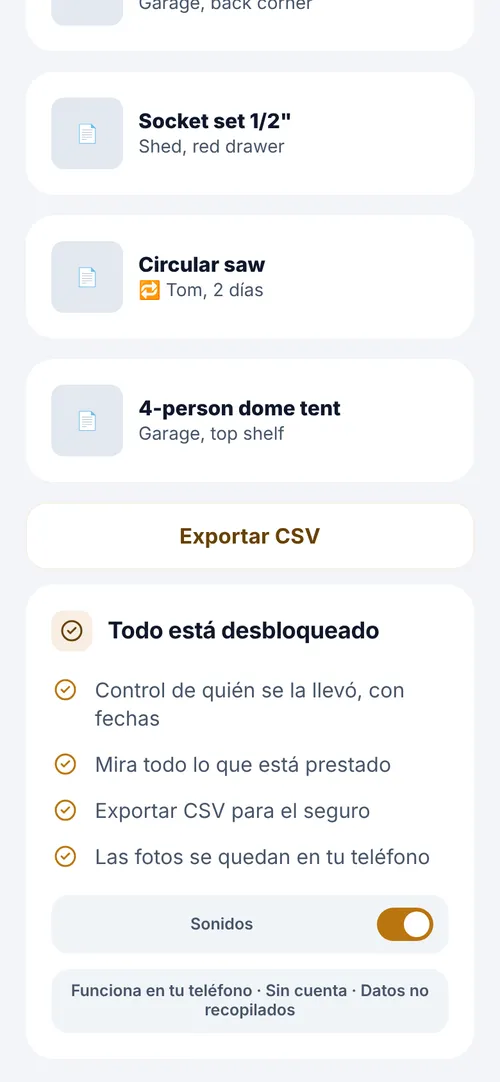 Garage, back corner
Socket set 1/2"
Shed, red drawer
Circular saw
🔁 Tom, 2 días
4-person dome tent
Garage, top shelf
Exportar CSV
Todo está desbloqueado
Control de quién se la llevó, con
fechas
Mira todo lo que está prestado
Exportar CSV para el seguro
Las fotos se quedan en tu teléfono
Sonidos
Funciona en tu teléfono · Sin cuenta · Datos no
recopilados